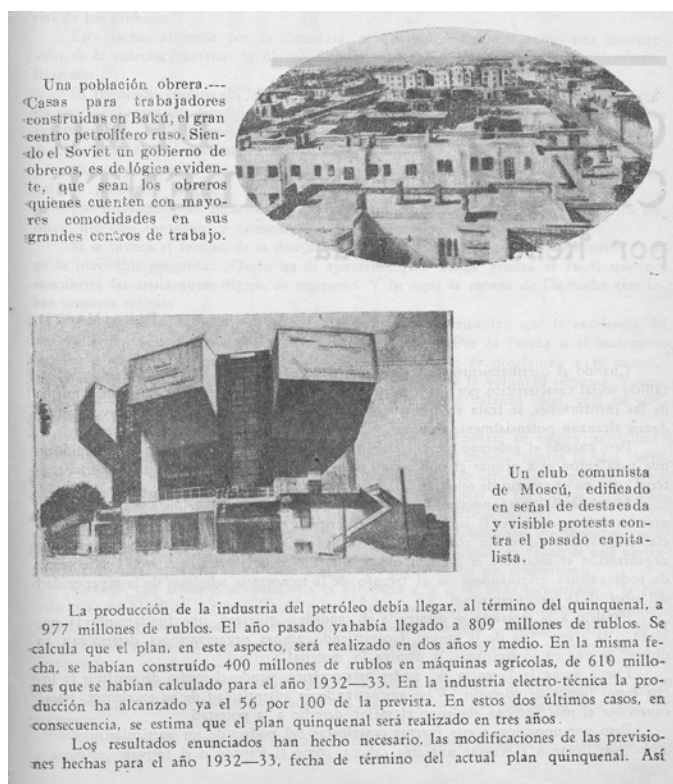 Una población obrera.---
Casas para trabajadores
construidas en Bakú, el gran
centro petrolífero ruso. Sien-
do el Soviet un gobierno de
obreros, es de lógica eviden-
te, que sean los obreros
quienes cuenten con mayo-
res comodidades en sus
grandes centros de trabajo.
Un club comunista
de Moscú, edificado
en señal de destacada
y visible protesta con-
tra el pasado capita-
lista.
La producción de la industria del petróleo debía llegar, al término del quinquenal, a
977 millones de rublos. El año pasado yahabía llegado a 809 millones de rublos. Se
calcula que el plan, en este aspecto, será realizado en dos años y medio. En la misma fe-
cha, se habían construído 400 millones de rublos en máquinas agrícolas, de 610 millo-
nes que se habían calculado para el año 1932—33. En la industria electro-técnica la pro-
ducción ha alcanzado ya el 56 por 100 de la prevista. En estos dos últimos casos, en
consecuencia, se estima que el plan quinquenal será realizado en tres años.
Los resultados enunciados han hecho necesario, las modificaciones de las previsio-
nes hechas para el año 1932—33, fecha de término del actual plan quinquenal. Así